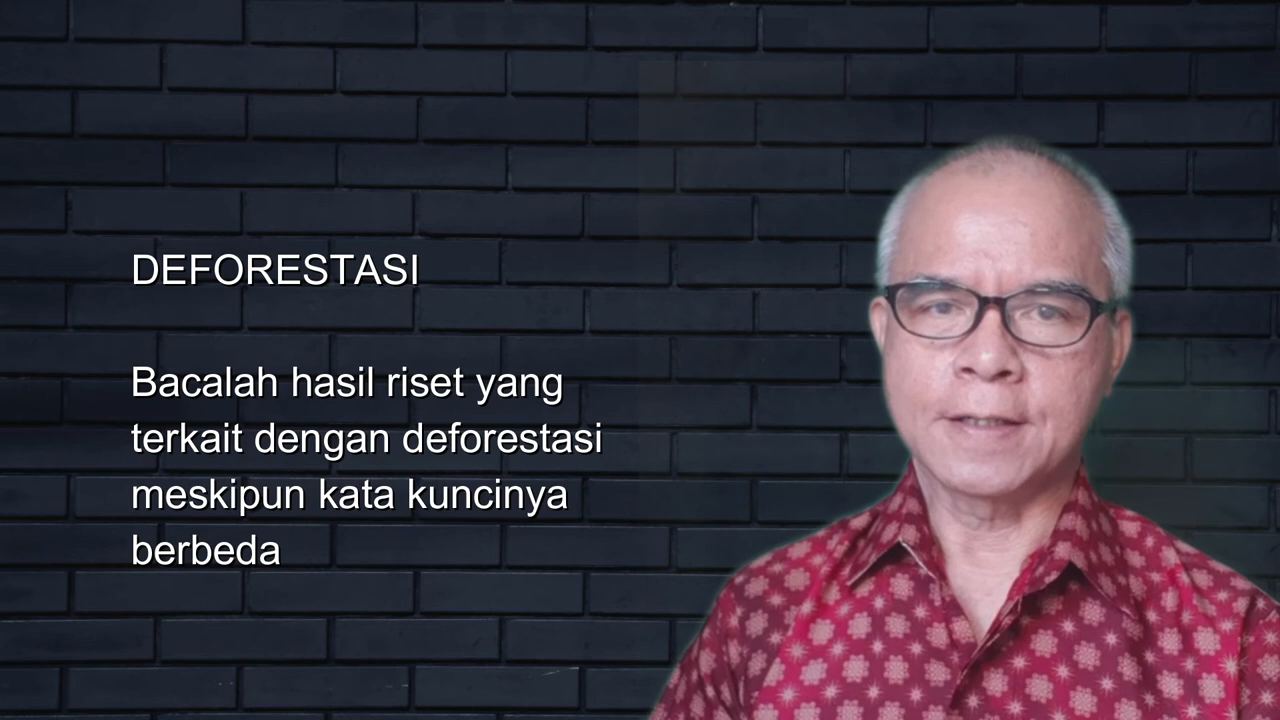 DEFORESTASI
Bacalah hasil riset yang
terkait dengan deforestasi
meskipun kata kuncinya
berbeda